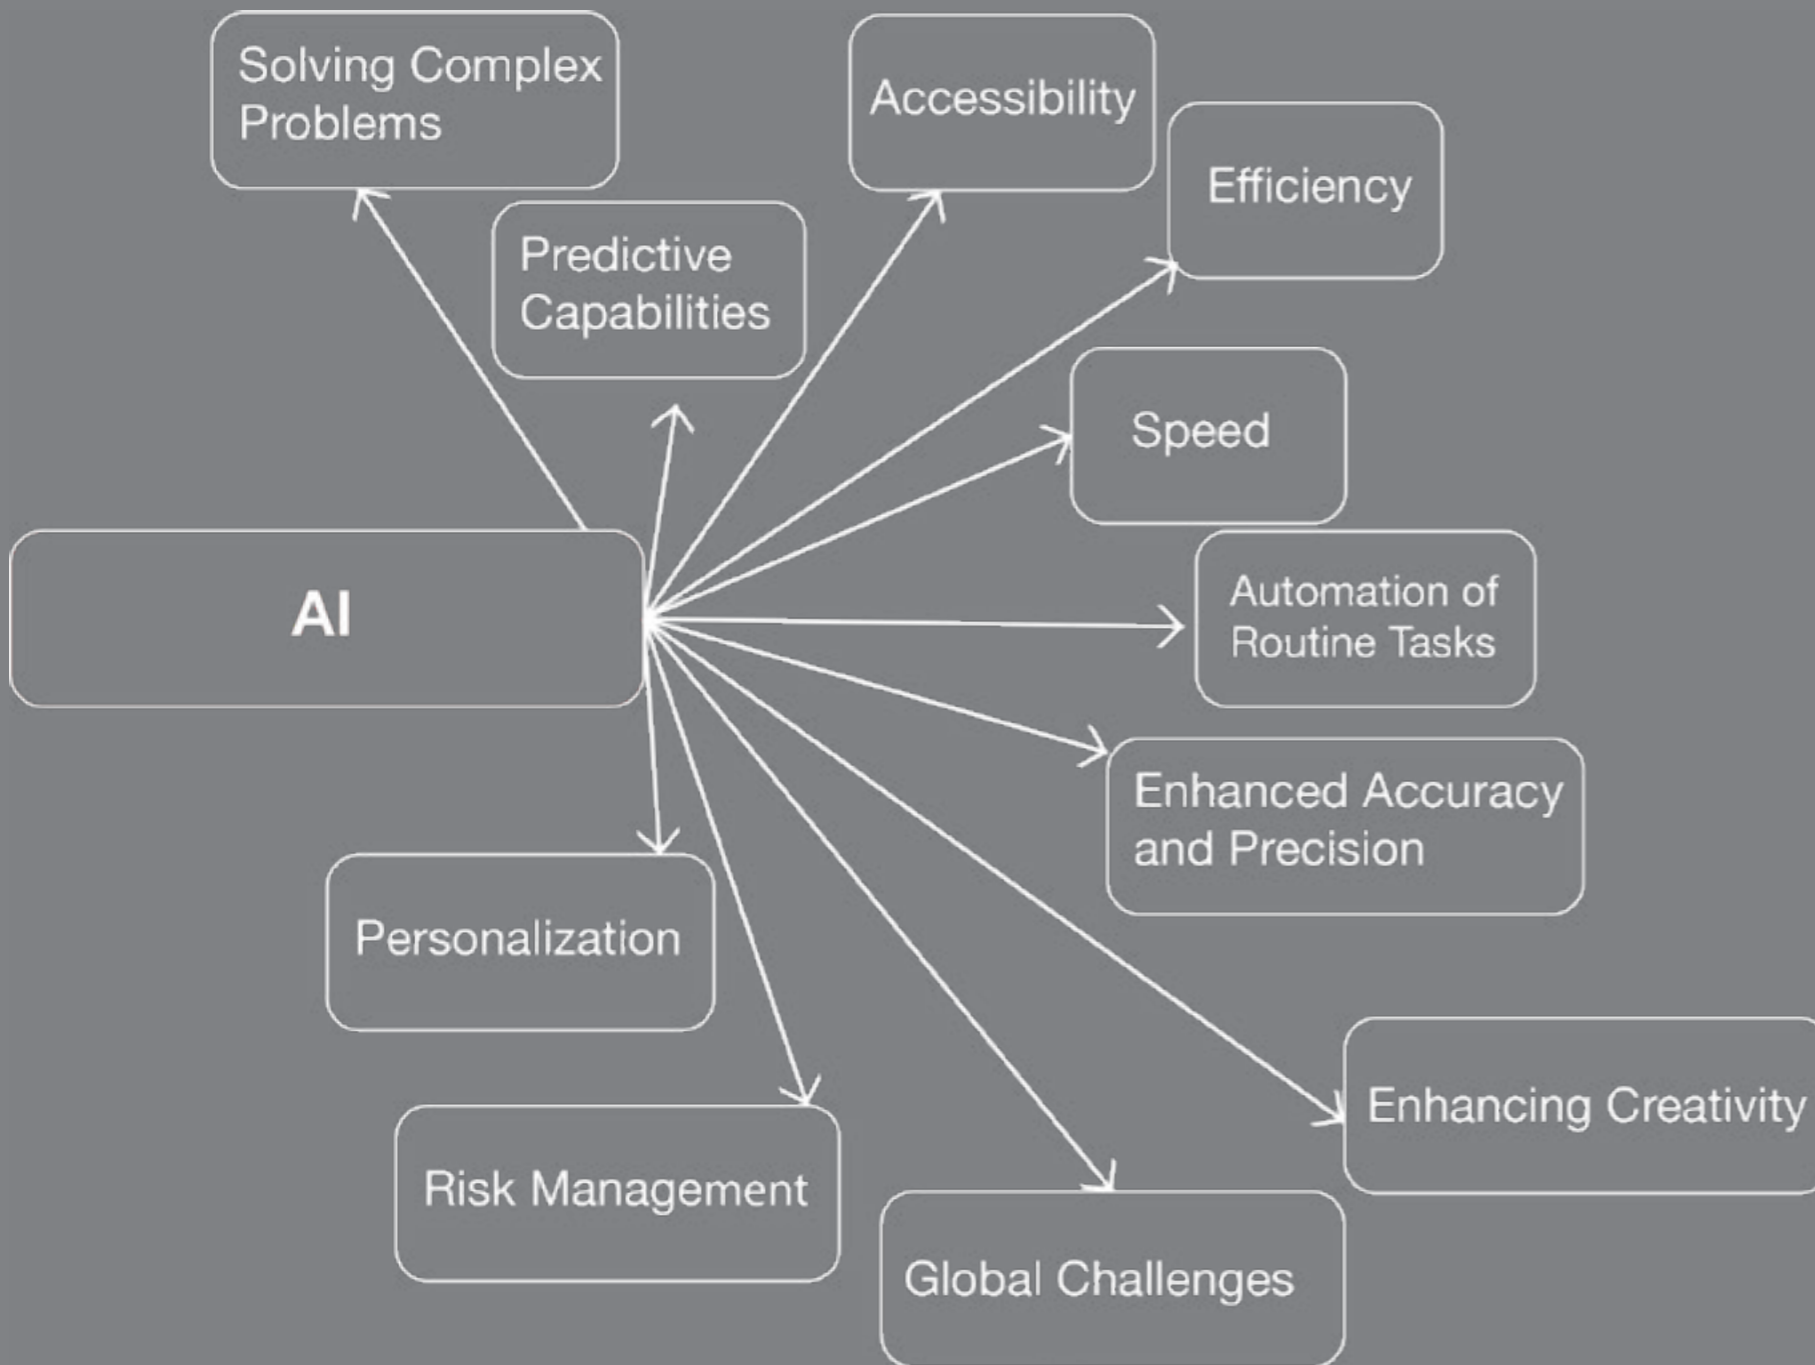 Solving Complex
Problems
Accessibility
Efficiency
Predictive
Capabilities
Speed
AI
Automation of
Routine Tasks
Enhanced Accuracy
and Precision
Personalization
Enhancing Creativity
Risk Management
Global Challenges